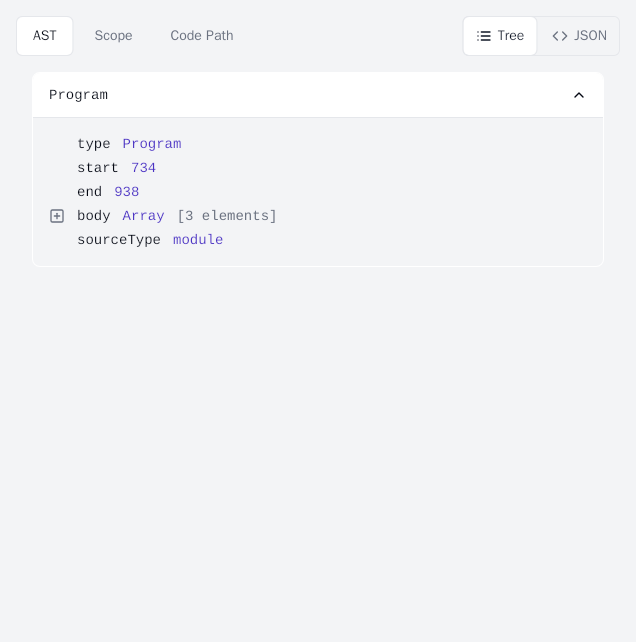 AST Scope Code Path Tree JSON
Program
type Program
start 734
end 938
body Array [3 elements]
sourceType module